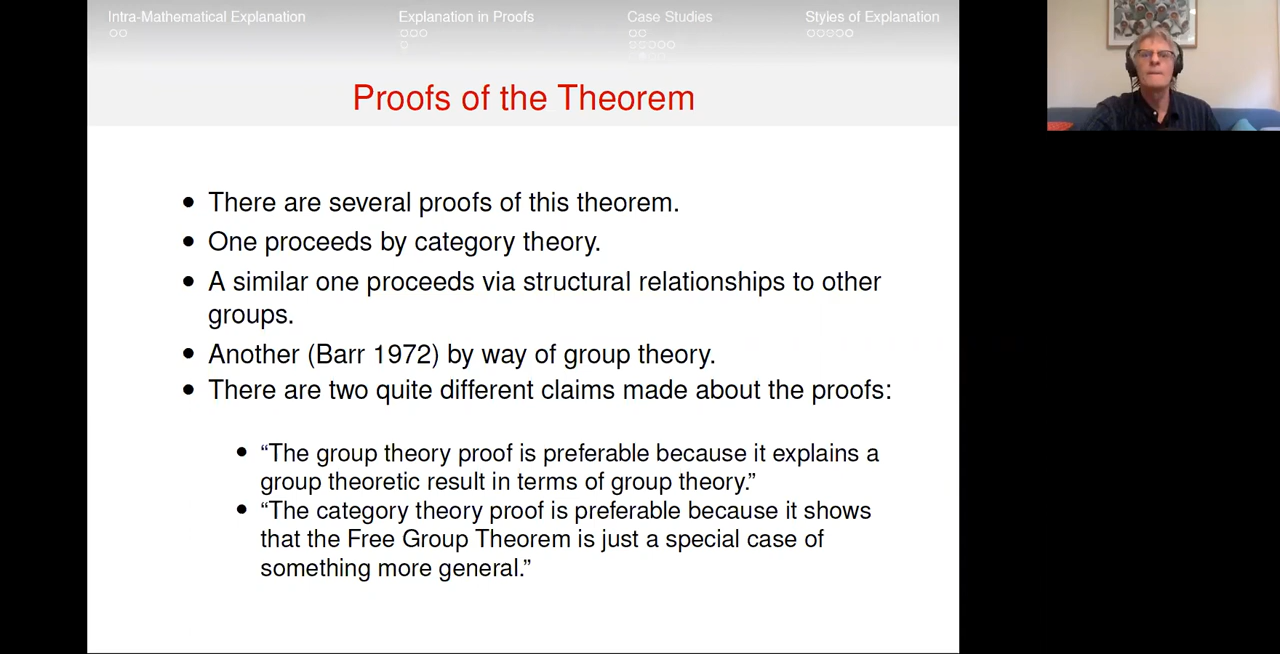 Intra-Mathematical Explanation Explanation in Proofs Case Studies Styles of Explanation
Proofs of the Theorem
• There are several proofs of this theorem.
• One proceeds by category theory.
• A similar one proceeds via structural relationships to other
groups.
• Another (Barr 1972) by way of group theory.
• There are two quite different claims made about the proofs:
• “The group theory proof is preferable because it explains a
group theoretic result in terms of group theory.”
• “The category theory proof is preferable because it shows
that the Free Group Theorem is just a special case of
something more general.”